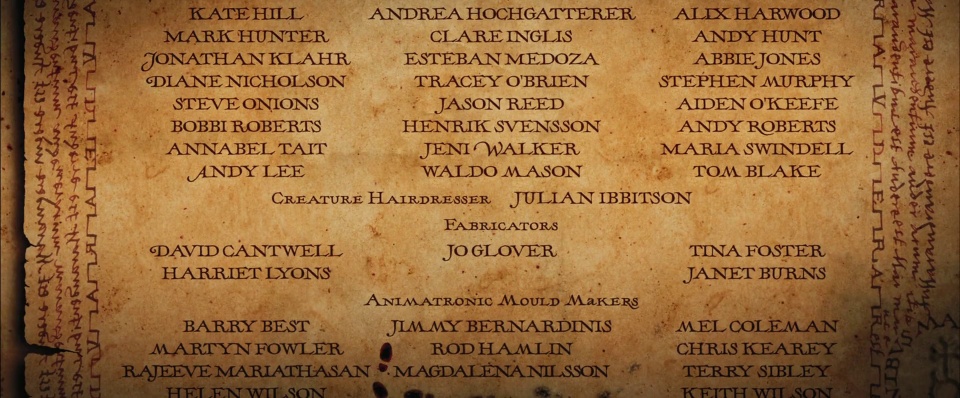 KATE HILL ANDREA HOCHGATTERER ALIX HARWOOD
MARK HUNTER CLARE INGLIS ANDY HUNT
JONATHAN KLAHR ESTEBAN MEDOZA ABBIE JONES
DIANE NICHOLSON TRACEY O'BRIEN STEPHEN MURPHY
STEVE ONIONS JASON REED AIDEN O'KEEFE
BOBBI ROBERTS HENRIK SVENSSON ANDY ROBERTS
ANNABEL TAIT JENI WALKER MARIA SWINDELL
ANDY LEE WALDO MASON TOM BLAKE
Creature Hairdresser JULIAN IBBITSON
Fabricators
DAVID CANTWELL JO GLOVER TINA FOSTER
HARRIET LYONS JANET BURNS
Animatronic Mould Makers
BARRY BEST JIMMY BERNARDINIS MEL COLEMAN
MARTYN FOWLER ROD HAMLIN CHRIS KEAREY
RAJEEVE MARIATHASAN MAGDALENA NILSSON TERRY SIBLEY
HELEN WILSON KEITH WILSON